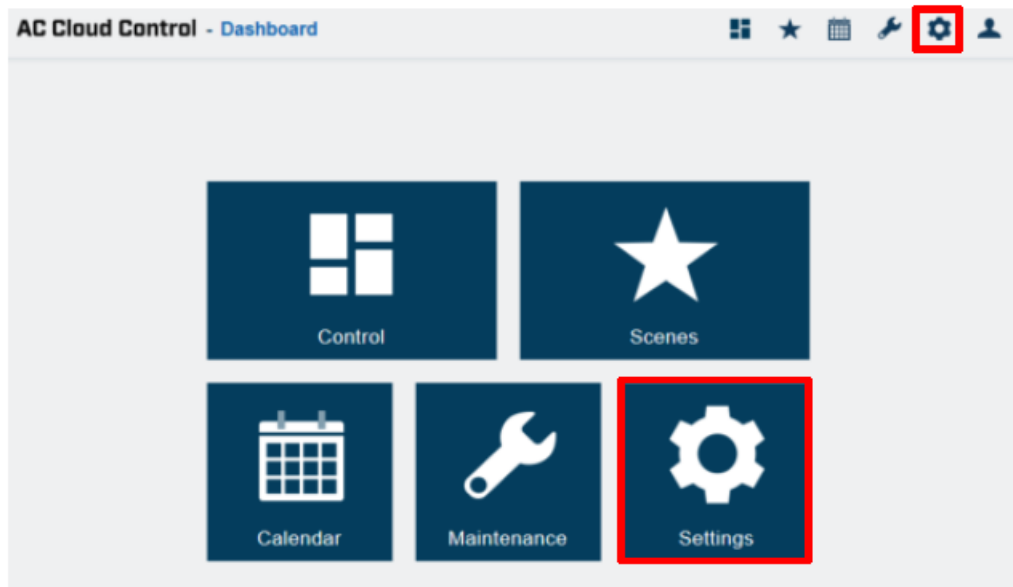 AC Cloud Control - Dashboard
Control
Scenes
Calendar
Maintenance
Settings